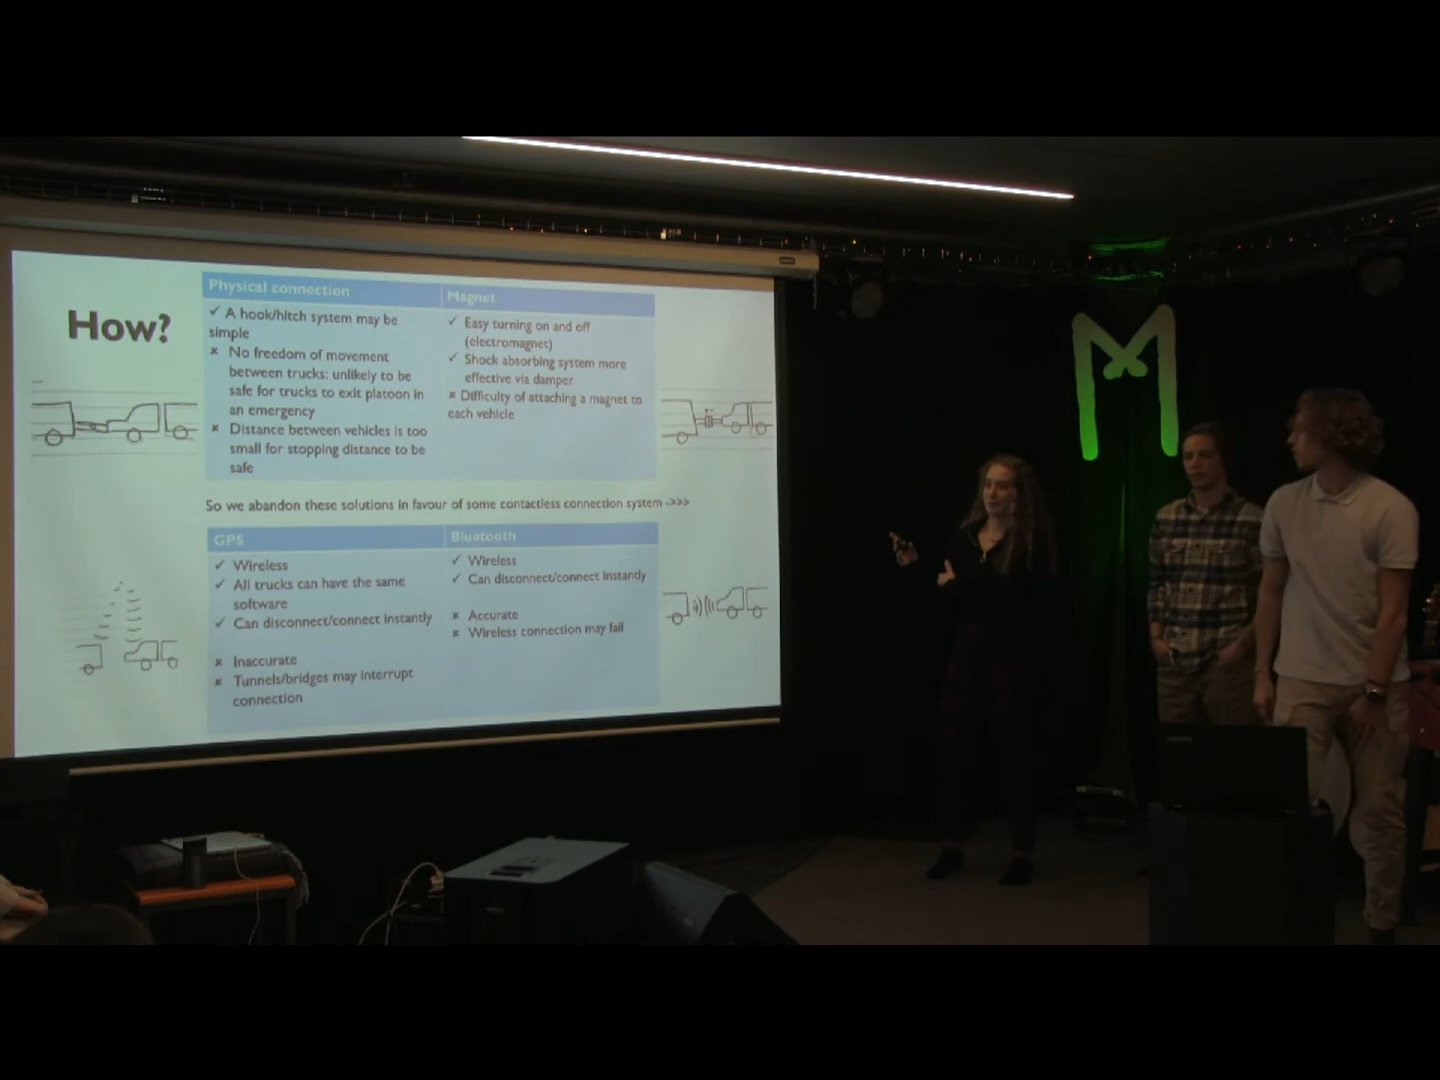 How?
Physical connection
✓ A hook/hitch system may be
simple
× No freedom of movement
between trucks: unlikely to be
safe for trucks to exit platoon in
an emergency
× Distance between vehicles is too
small for stopping distance to be
safe
Magnet
✓ Easy turning on and off
(electromagnet)
✓ Shock absorbing system more
effective via damper
× Difficulty of attaching a magnet to
each vehicle
So we abandon these solutions in favour of some contactless connection system ->>>
GPS
✓ Wireless
✓ All trucks can have the same
software
✓ Can disconnect/connect instantly
× Inaccurate
× Tunnels/bridges may interrupt
connection
Bluetooth
✓ Wireless
✓ Can disconnect/connect instantly
× Accurate
× Wireless connection may fail
M